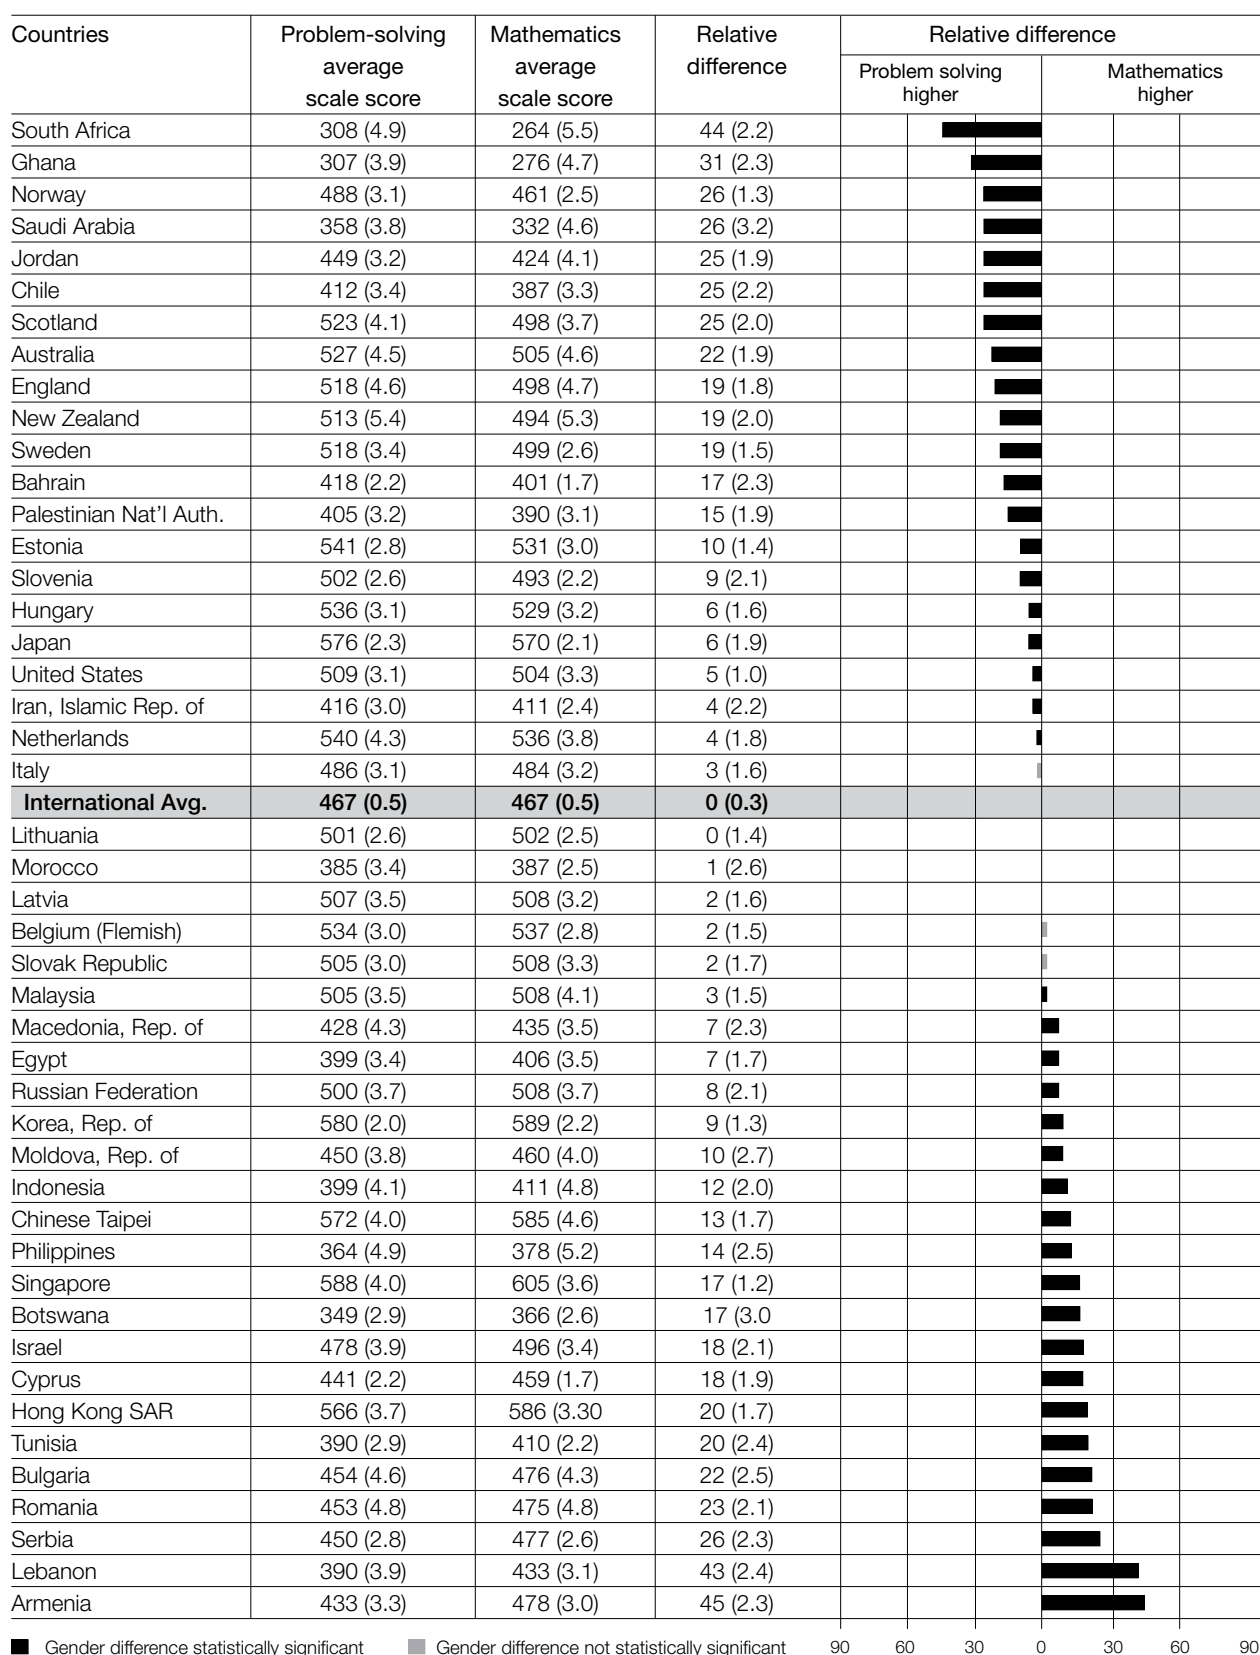 Countries Problem-solving average scale score Mathematics average scale score Relative difference Relative difference
Problem solving higher Mathematics higher
South Africa 308 (4.9) 264 (5.5) 44 (2.2)
Ghana 307 (3.9) 276 (4.7) 31 (2.3)
Norway 488 (3.1) 461 (2.5) 26 (1.3)
Saudi Arabia 358 (3.8) 332 (4.6) 26 (3.2)
Jordan 449 (3.2) 424 (4.1) 25 (1.9)
Chile 412 (3.4) 387 (3.3) 25 (2.2)
Scotland 523 (4.1) 498 (3.7) 25 (2.0)
Australia 527 (4.5) 505 (4.6) 22 (1.9)
England 518 (4.6) 498 (4.7) 19 (1.8)
New Zealand 513 (5.4) 494 (5.3) 19 (2.0)
Sweden 518 (3.4) 499 (2.6) 19 (1.5)
Bahrain 418 (2.2) 401 (1.7) 17 (2.3)
Palestinian Nat’l Auth. 405 (3.2) 390 (3.1) 15 (1.9)
Estonia 541 (2.8) 531 (3.0) 10 (1.4)
Slovenia 502 (2.6) 493 (2.2) 9 (2.1)
Hungary 536 (3.1) 529 (3.2) 6 (1.6)
Japan 576 (2.3) 570 (2.1) 6 (1.9)
United States 509 (3.1) 504 (3.3) 5 (1.0)
Iran, Islamic Rep. of 416 (3.0) 411 (2.4) 4 (2.2)
Netherlands 540 (4.3) 536 (3.8) 4 (1.8)
Italy 486 (3.1) 484 (3.2) 3 (1.6)
International Avg. 467 (0.5) 467 (0.5) 0 (0.3)
Lithuania 501 (2.6) 502 (2.5) 0 (1.4)
Morocco 385 (3.4) 387 (2.5) 1 (2.6)
Latvia 507 (3.5) 508 (3.2) 2 (1.6)
Belgium (Flemish) 534 (3.0) 537 (2.8) 2 (1.5)
Slovak Republic 505 (3.0) 508 (3.3) 2 (1.7)
Malaysia 505 (3.5) 508 (4.1) 3 (1.5)
Macedonia, Rep. of 428 (4.3) 435 (3.5) 7 (2.3)
Egypt 399 (3.4) 406 (3.5) 7 (1.7)
Russian Federation 500 (3.7) 508 (3.7) 8 (2.1)
Korea, Rep. of 580 (2.0) 589 (2.2) 9 (1.3)
Moldova, Rep. of 450 (3.8) 460 (4.0) 10 (2.7)
Indonesia 399 (4.1) 411 (4.8) 12 (2.0)
Chinese Taipei 572 (4.0) 585 (4.6) 13 (1.7)
Philippines 364 (4.9) 378 (5.2) 14 (2.5)
Singapore 588 (4.0) 605 (3.6) 17 (1.2)
Botswana 349 (2.9) 366 (2.6) 17 (3.0
Israel 478 (3.9) 496 (3.4) 18 (2.1)
Cyprus 441 (2.2) 459 (1.7) 18 (1.9)
Hong Kong SAR 566 (3.7) 586 (3.30 20 (1.7)
Tunisia 390 (2.9) 410 (2.2) 20 (2.4)
Bulgaria 454 (4.6) 476 (4.3) 22 (2.5)
Romania 453 (4.8) 475 (4.8) 23 (2.1)
Serbia 450 (2.8) 477 (2.6) 26 (2.3)
Lebanon 390 (3.9) 433 (3.1) 43 (2.4)
Armenia 433 (3.3) 478 (3.0) 45 (2.3)
Gender difference statistically significant Gender difference not statistically significant 90 60 30 0 30 60 90